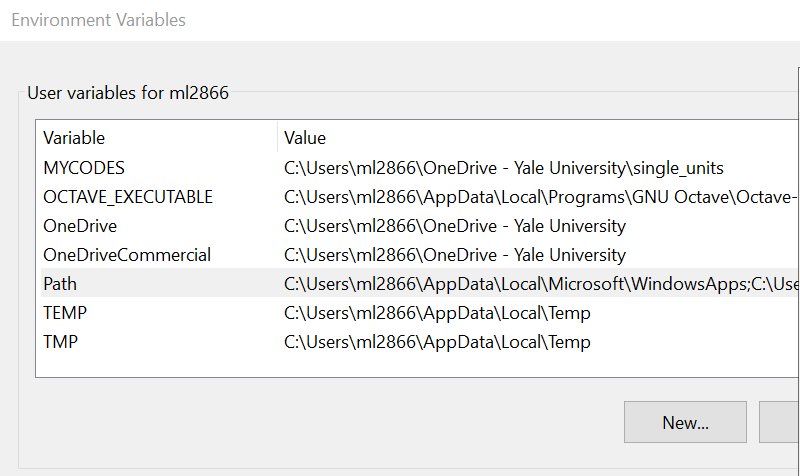 Environment Variables
User variables for ml2866
Variable Value
MYCODES C:\Users\ml2866\OneDrive - Yale University\single_units
OCTAVE_EXECUTABLE C:\Users\ml2866\AppData\Local\Programs\GNU Octave\Octave-
OneDrive C:\Users\ml2866\OneDrive - Yale University
OneDriveCommercial C:\Users\ml2866\OneDrive - Yale University
Path C:\Users\ml2866\AppData\Local\Microsoft\WindowsApps;C:\Use
TEMP C:\Users\ml2866\AppData\Local\Temp
TMP C:\Users\ml2866\AppData\Local\Temp
New...